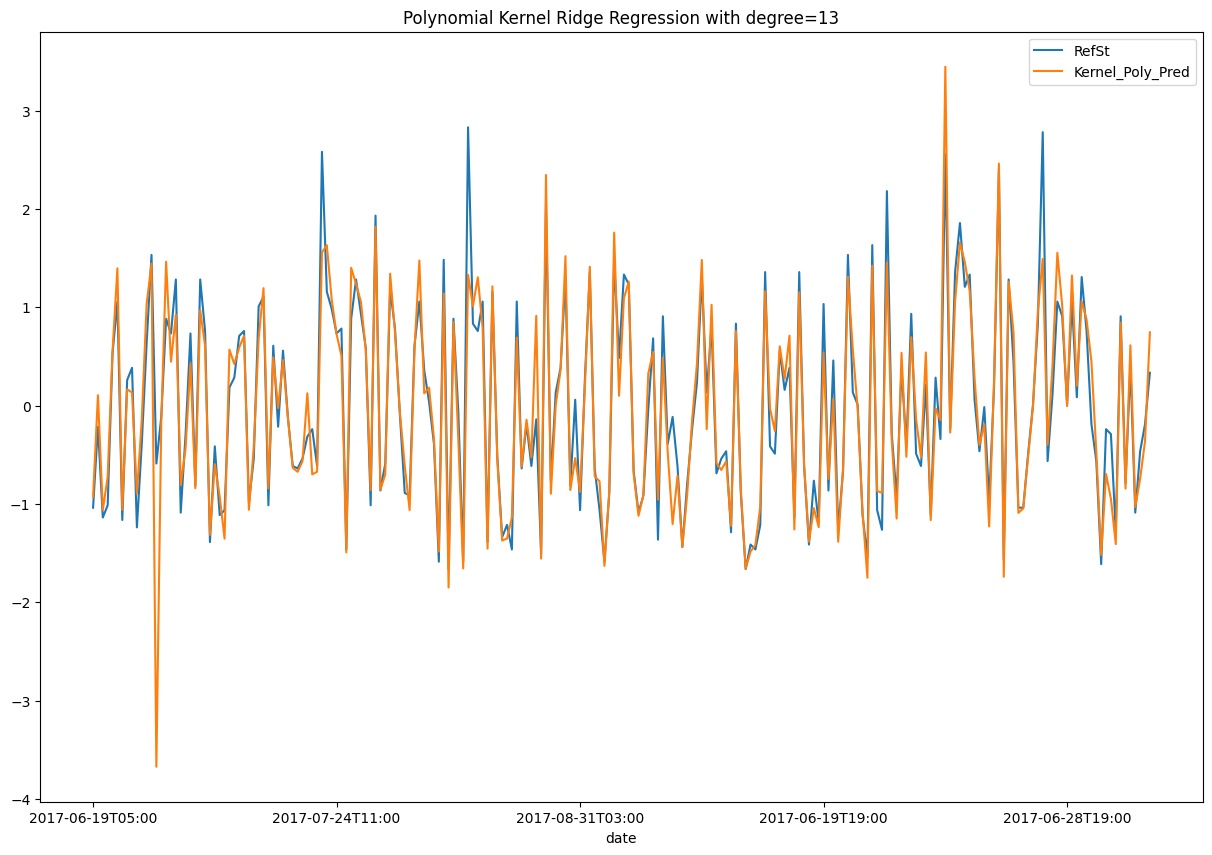 Polynomial Kernel Ridge Regression with degree=13
RefSt
Kernel_Poly_Pred
3
2
1
0
−1
−2
−3
−4
2017-06-19T05:00
2017-07-24T11:00
2017-08-31T03:00
2017-06-19T19:00
2017-06-28T19:00
date